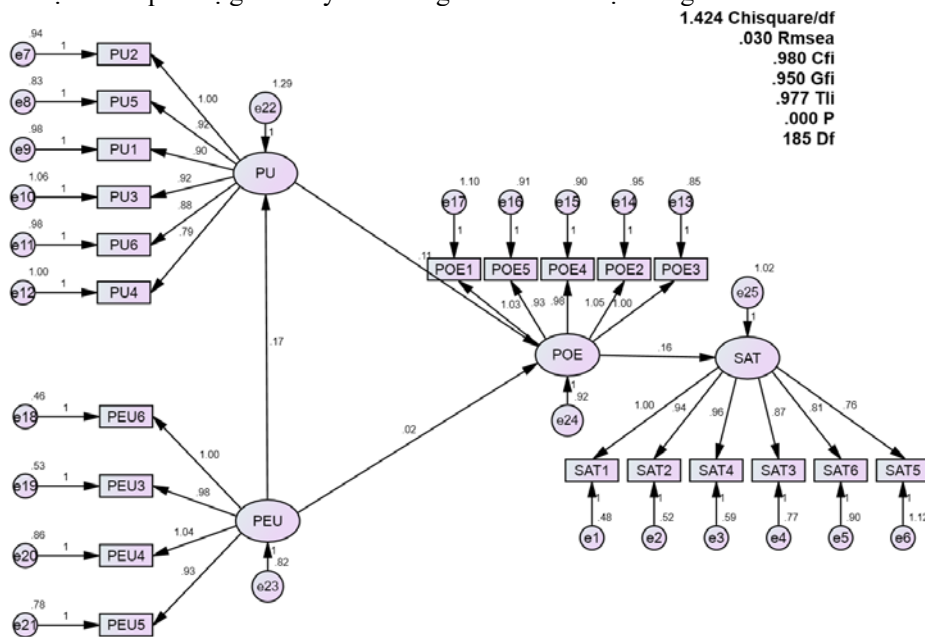 1.424 Chisquare/df
.030 Rmsea
.980 Cfi
.950 Gfi
.977 Tli
.000 P
185 Df
.94
e7 1 PU2
.83
e8 1 PU5
.98
e9 1 PU1
1.06
e10 1 PU3
.98
e11 1 PU6
1.00
e12 1 PU4
1.00
.92
.90
.92
.88
.79
1.29
e22
1
PU
.17
.11
.46
e18 1 PEU6
.53
e19 1 PEU3
.86
e20 1 PEU4
.78
e21 1 PEU5
1.00
.98
1.04
.93
PEU
1
.82
e23
.02
1.10 .91 .90 .95 .85
e17 e16 e15 e14 e13
1 1 1 1 1
POE1 POE5 POE4 POE2 POE3
1.03 .93 .98 1.05 1.00
POE
1
.92
e24
.16
1.02
e25
1
SAT
1.00 .94 .96 .87 .81 .76
SAT1 SAT2 SAT4 SAT3 SAT6 SAT5
1 1 1 1 1 1
.48 .52 .59 .77 .90 1.12
e1 e2 e3 e4 e5 e6